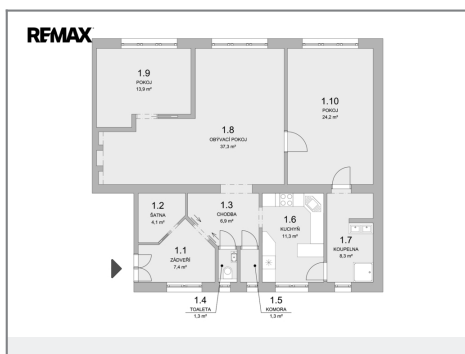 REMAX
1.9
POKOJ
13,9 m²
1.8
OBÝVACÍ POKOJ
37,3 m²
1.10
POKOJ
24,2 m²
1.2
ŠATNA
4,1 m²
1.3
CHODBA
6,9 m²
1.6
KUCHYŇ
11,3 m²
1.1
ZÁDVEŘÍ
7,4 m²
1.7
KOUPELNA
8,3 m²
1.4
TOALETA
1,3 m²
1.5
KOMORA
1,3 m²